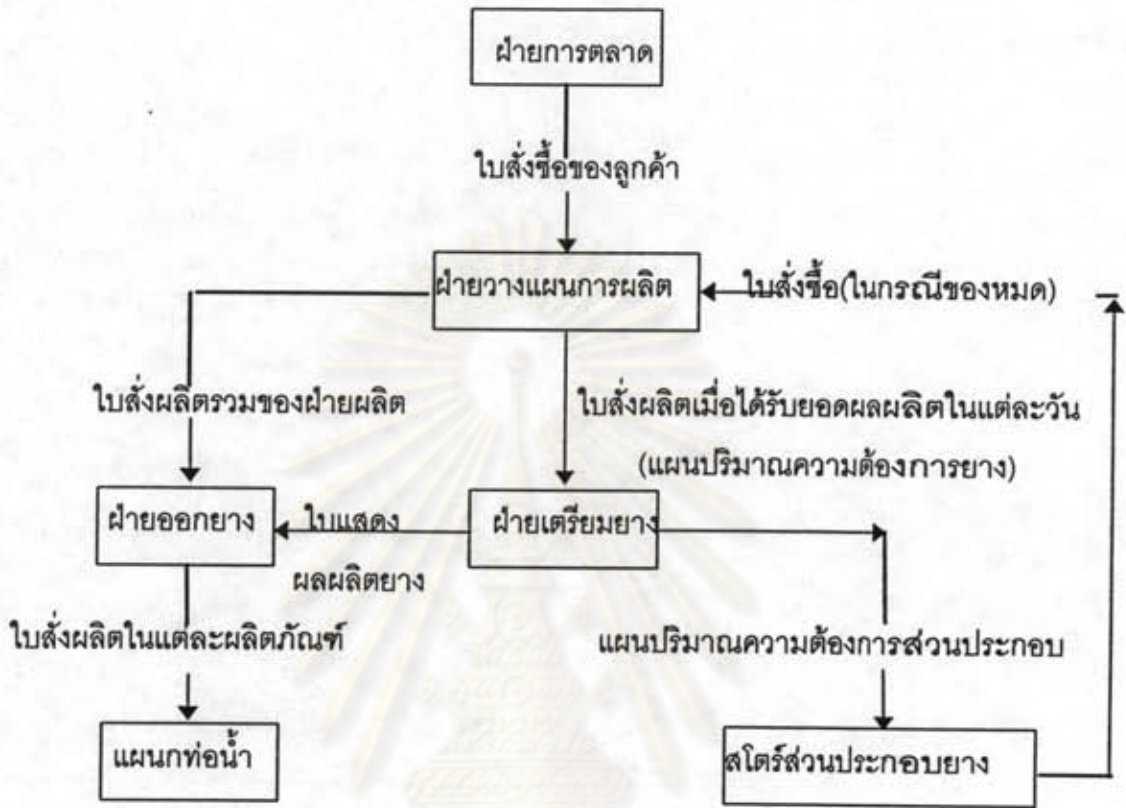 ฝ่ายการตลาด
ใบสั่งซื้อของลูกค้า
ฝ่ายวางแผนการผลิต
ใบสั่งซื้อ(ในกรณีของหมด)
ใบสั่งผลิตรวมของฝ่ายผลิต
ใบสั่งผลิตเมื่อได้รับยอดผลผลิตในแต่ละวัน
(แผนปริมาณความต้องการยาง)
ฝ่ายออกยาง
ใบแสดง
ฝ่ายเตรียมยาง
ผลผลิตยาง
ใบสั่งผลิตในแต่ละผลิตภัณฑ์
แผนปริมาณความต้องการส่วนประกอบ
แผนกท่อน้ำ
สโตร์ส่วนประกอบยาง